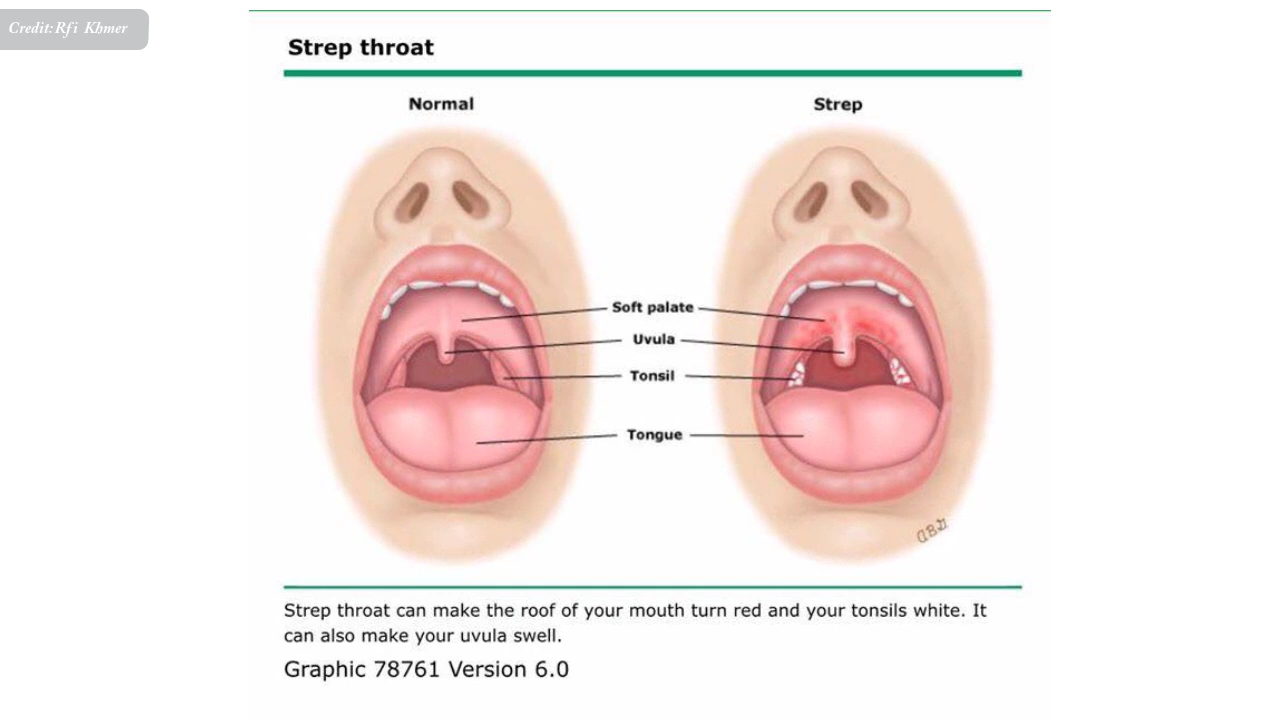 Credit:Rfi Khmer
Strep throat
Normal
Strep
Soft palate
Uvula
Tonsil
Tongue
Strep throat can make the roof of your mouth turn red and your tonsils white. It
can also make your uvula swell.
Graphic 78761 Version 6.0